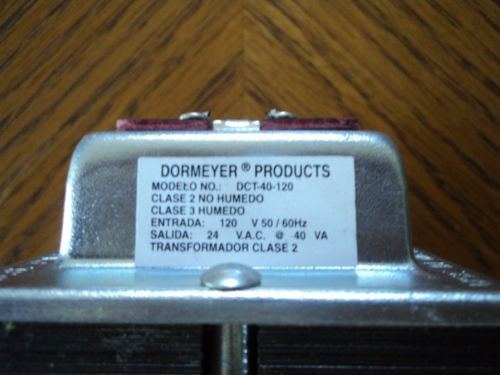 DORMEYER ® PRODUCTS
MODELO NO.: DCT-40-120
CLASE 2 NO HUMEDO
CLASE 3 HUMEDO
ENTRADA: 120 V 50 / 60Hz
SALIDA: 24 V.A.C. @ 40 VA
TRANSFORMADOR CLASE 2